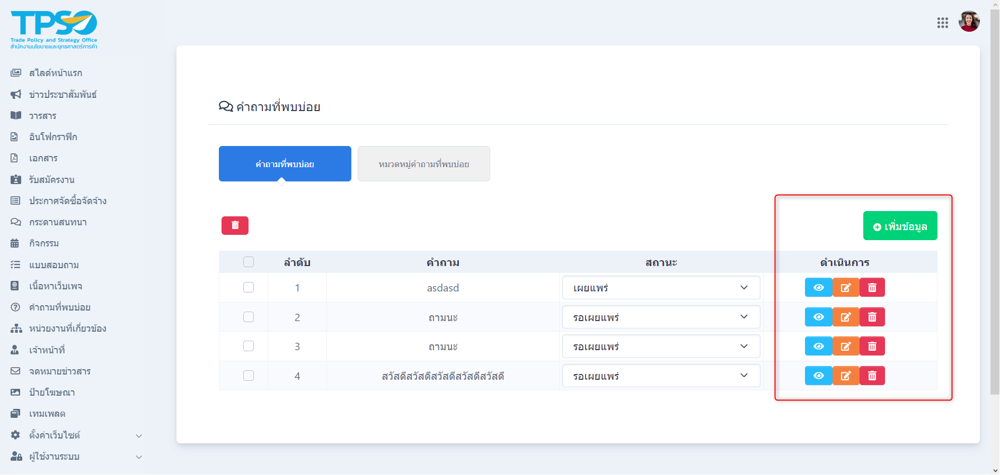 TPSO
Trade Policy and Strategy Office
สำนักงานนโยบายและยุทธศาสตร์การค้า
สไลด์หน้าแรก
ข่าวประชาสัมพันธ์
วารสาร
อินโฟกราฟิก
เอกสาร
รับสมัครงาน
ประกาศจัดซื้อจัดจ้าง
กระดานสนทนา
กิจกรรม
แบบสอบถาม
เนื้อหาเว็บเพจ
คำถามที่พบบ่อย
หน่วยงานที่เกี่ยวข้อง
เจ้าหน้าที่
จดหมายข่าวสาร
ป้ายโฆษณา
เทมเพลต
ตั้งค่าเว็บไซต์
ผู้ใช้งานระบบ
คำถามที่พบบ่อย
คำถามที่พบบ่อย หมวดหมู่คำถามที่พบบ่อย
เพิ่มข้อมูล
ลำดับ คำถาม สถานะ ดำเนินการ
1 asdasd เผยแพร่
2 ถามนะ รอเผยแพร่
3 ถามนะ รอเผยแพร่
4 สวัสดีสวัสดีสวัสดีสวัสดีสวัสดี รอเผยแพร่